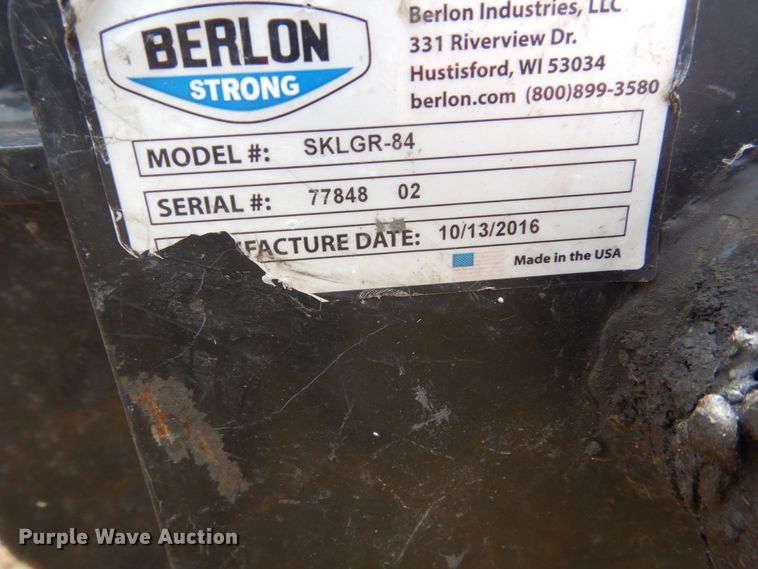 BERLON
STRONG
Berlon Industries, LLC
331 Riverview Dr.
Hustisford, WI 53034
berlon.com (800)899-3580
MODEL #: SKLGR-84
SERIAL #: 77848 02
UFACTURE DATE: 10/13/2016
Made in the USA
Purple Wave Auction